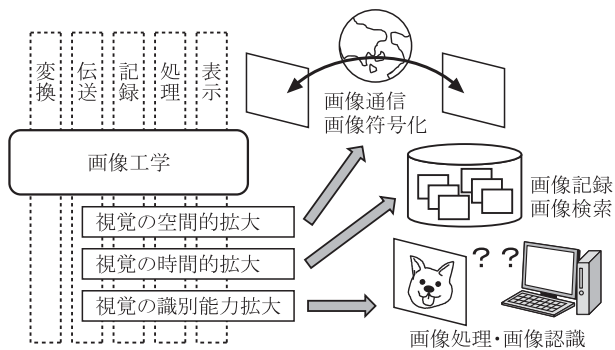 変換
伝送
記録
処理
表示
画像工学
視覚の空間的拡大
視覚の時間的拡大
視覚の識別能力拡大
画像通信
画像符号化
画像記録
画像検索
? ?
画像処理・画像認識